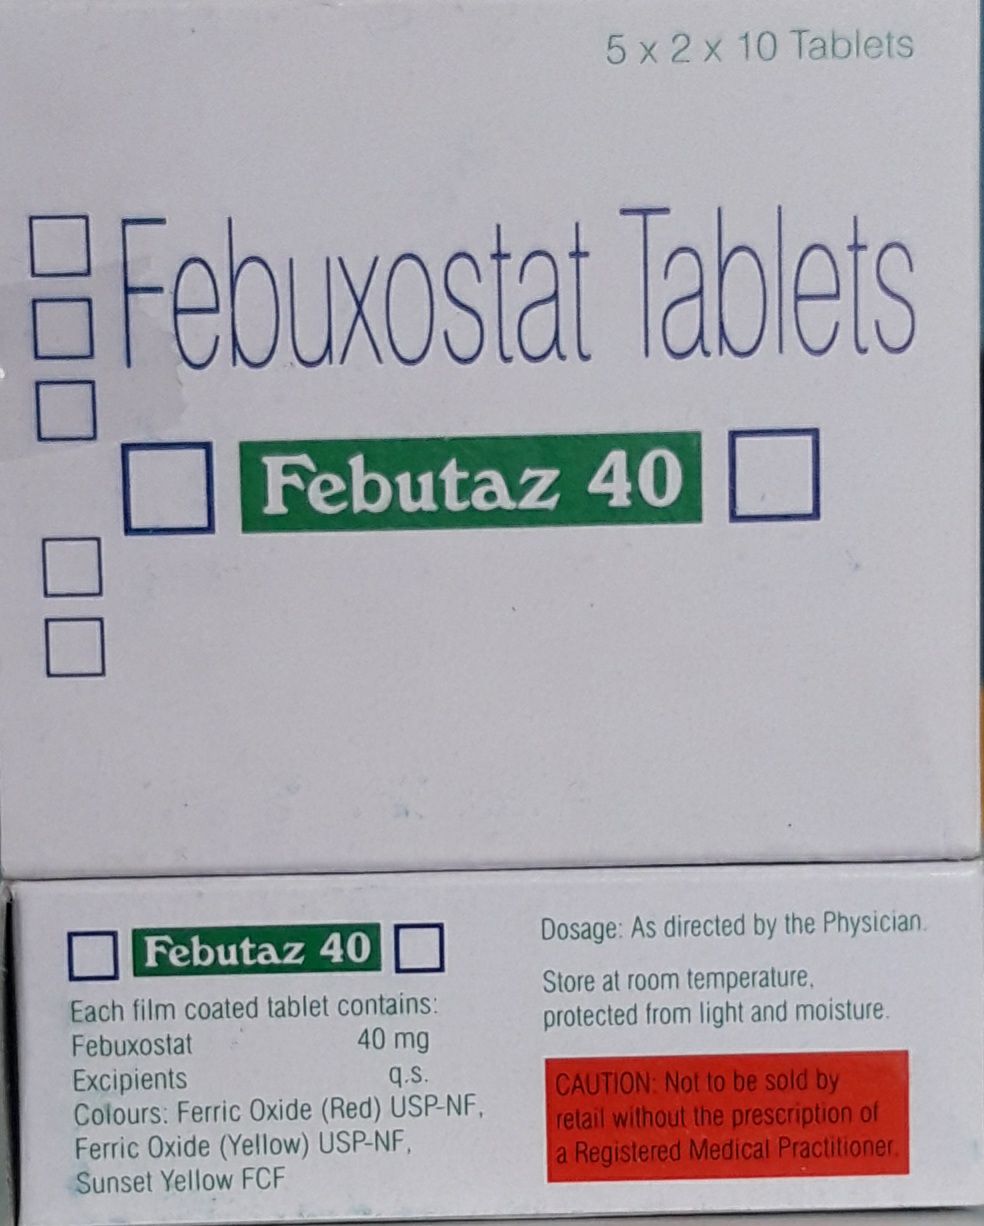 5 x 2 x 10 Tablets
Febuxostat Tablets
Febutaz 40
Febutaz 40
Each film coated tablet contains:
Febuxostat 40 mg
Excipients q.s.
Colours: Ferric Oxide (Red) USP-NF,
Ferric Oxide (Yellow) USP-NF,
Sunset Yellow FCF
Dosage: As directed by the Physician.
Store at room temperature,
protected from light and moisture.
CAUTION: Not to be sold by
retail without the prescription of
a Registered Medical Practitioner.